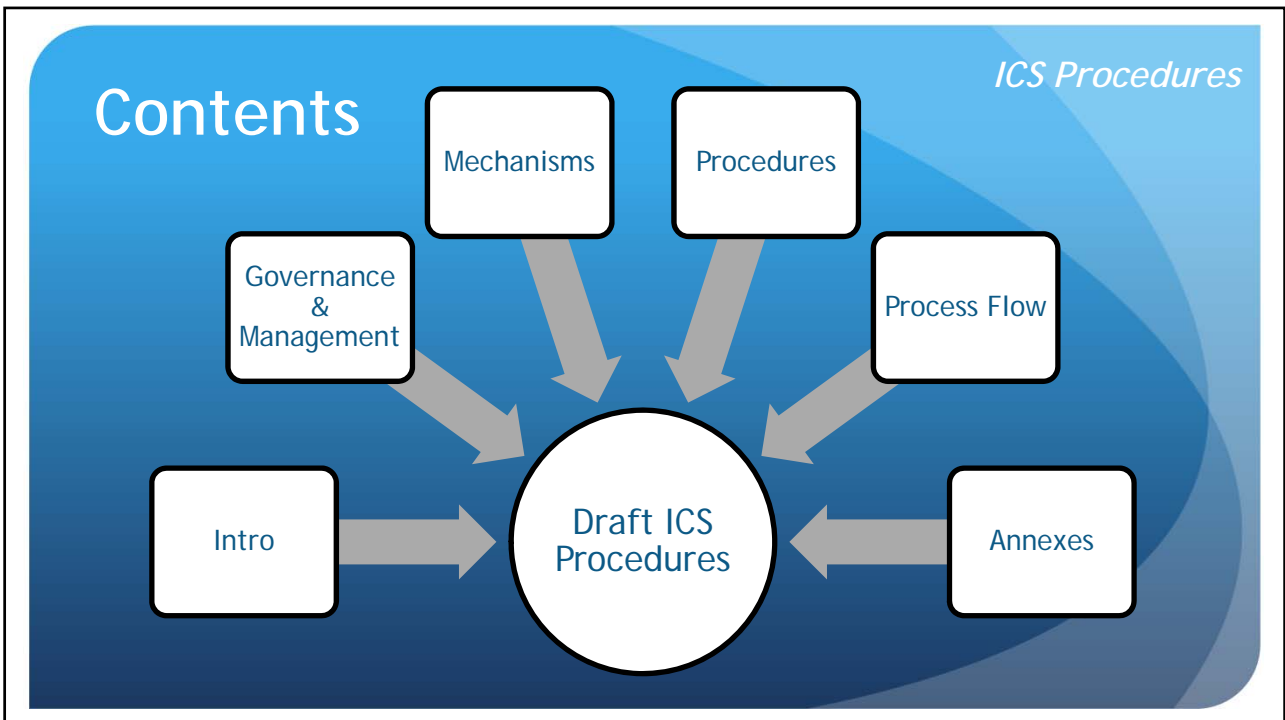 ICS Procedures
Contents
Mechanisms
Procedures
Governance
&
Management
Process Flow
Intro
Draft ICS
Procedures
Annexes